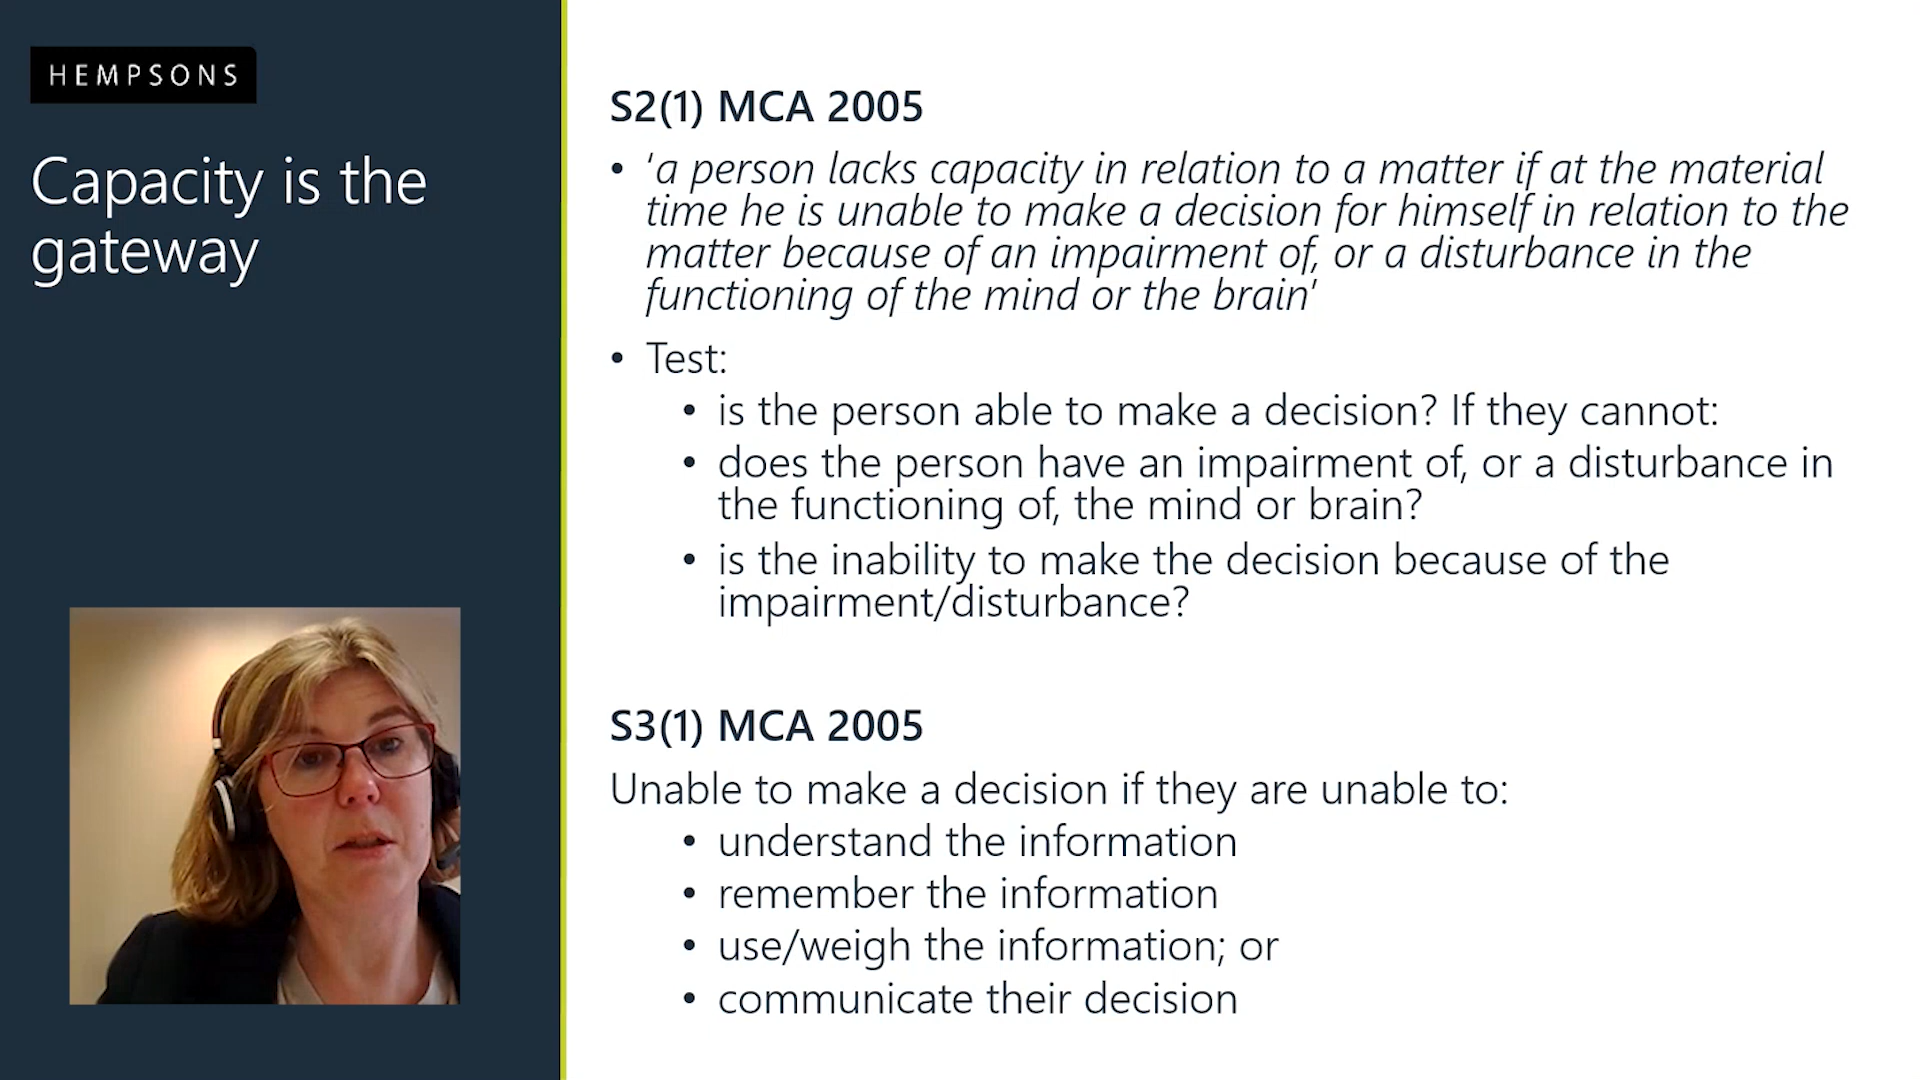 HEMPSONS
Capacity is the
gateway
S2(1) MCA 2005
• ‘a person lacks capacity in relation to a matter if at the material
time he is unable to make a decision for himself in relation to the
matter because of an impairment of, or a disturbance in the
functioning of the mind or the brain’
• Test:
• is the person able to make a decision? If they cannot:
• does the person have an impairment of, or a disturbance in
the functioning of, the mind or brain?
• is the inability to make the decision because of the
impairment/disturbance?
S3(1) MCA 2005
Unable to make a decision if they are unable to:
• understand the information
• remember the information
• use/weigh the information; or
• communicate their decision